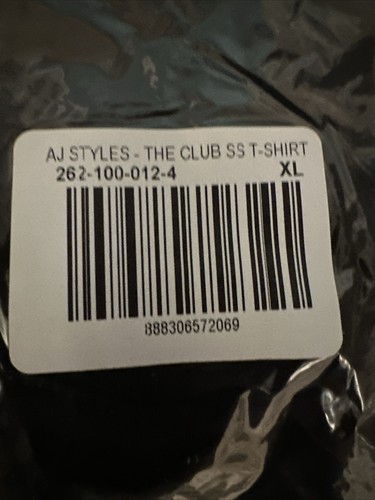 AJ STYLES - THE CLUB SS T-SHIRT
262-100-012-4 XL
888306572069